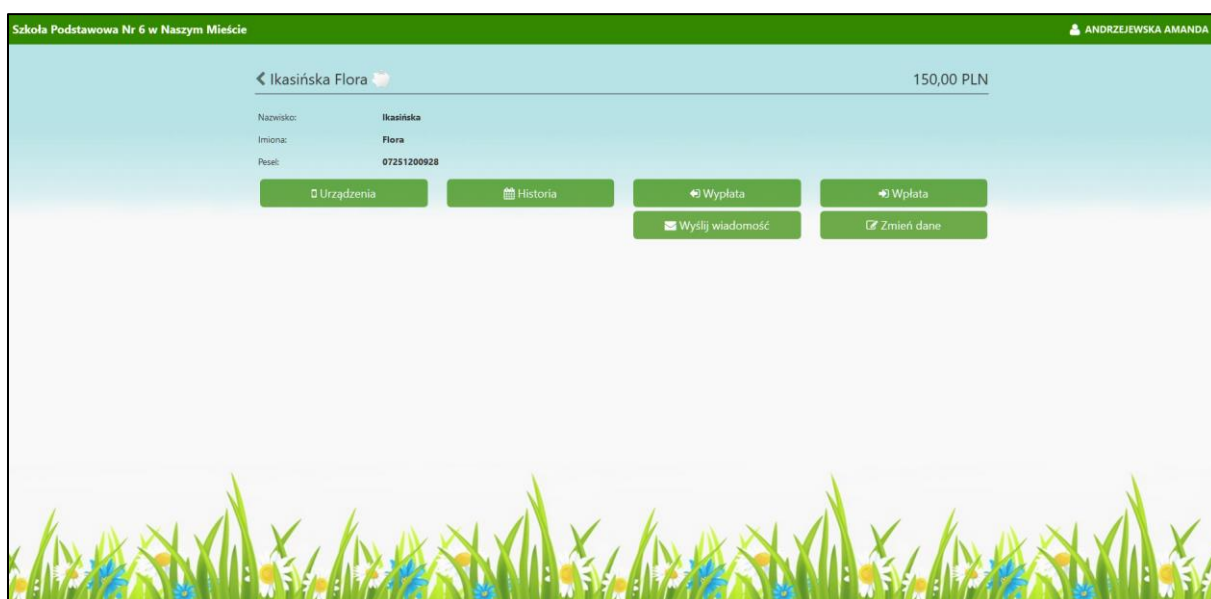 Szkoła Podstawowa Nr 6 w Naszym Mieście ANDRZEJEWSKA AMANDA
Ikasińska Flora 150,00 PLN
Nazwisko: Ikasińska
Imiona: Flora
Pesel: 07251200928
Urządzenia Historia Wypłata Wpłata
Wyślij wiadomość Zmień dane